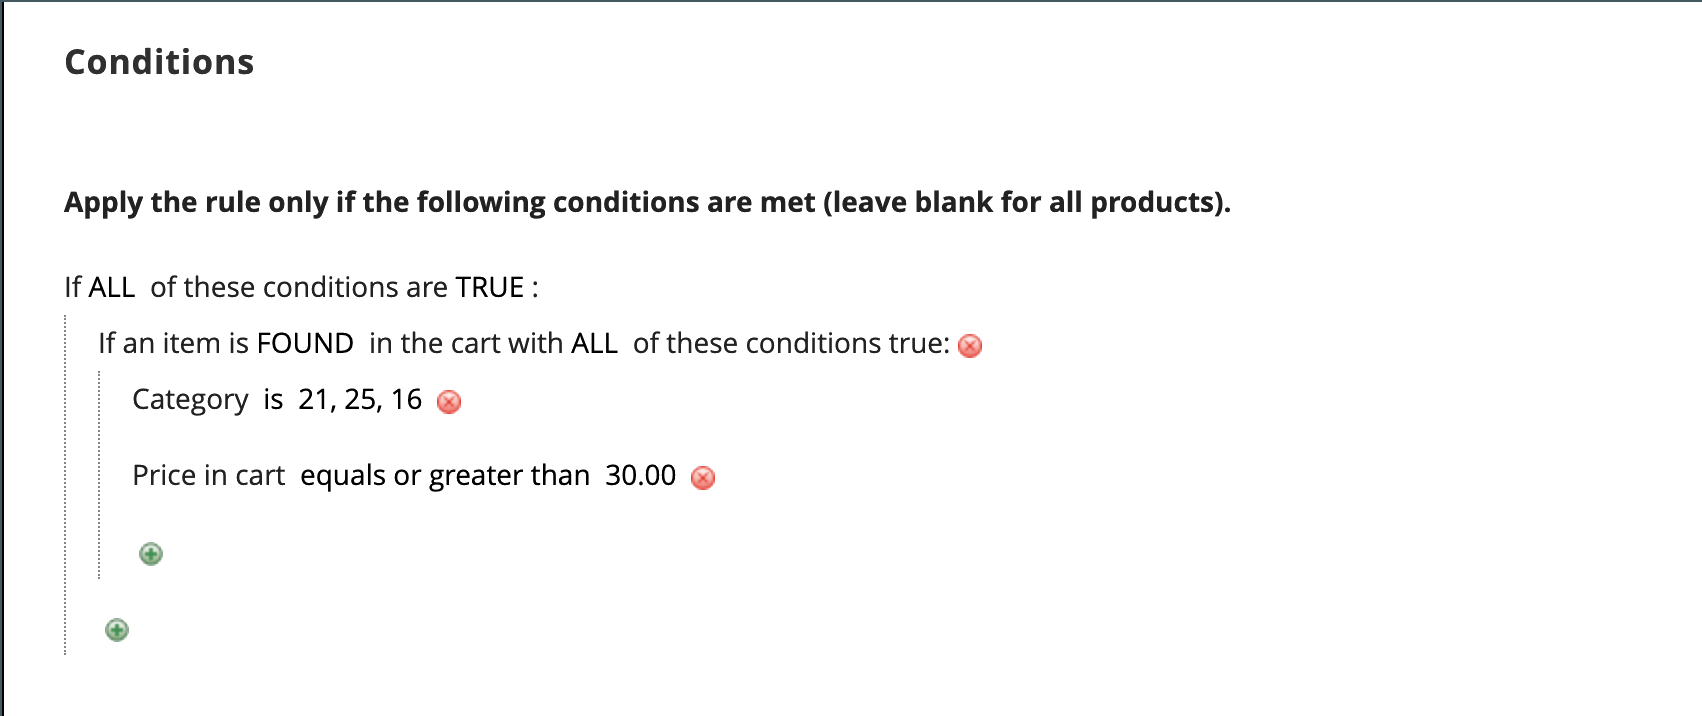 Conditions
Apply the rule only if the following conditions are met (leave blank for all products).
If ALL of these conditions are TRUE :
If an item is FOUND in the cart with ALL of these conditions true:
Category is 21, 25, 16
Price in cart equals or greater than 30.00